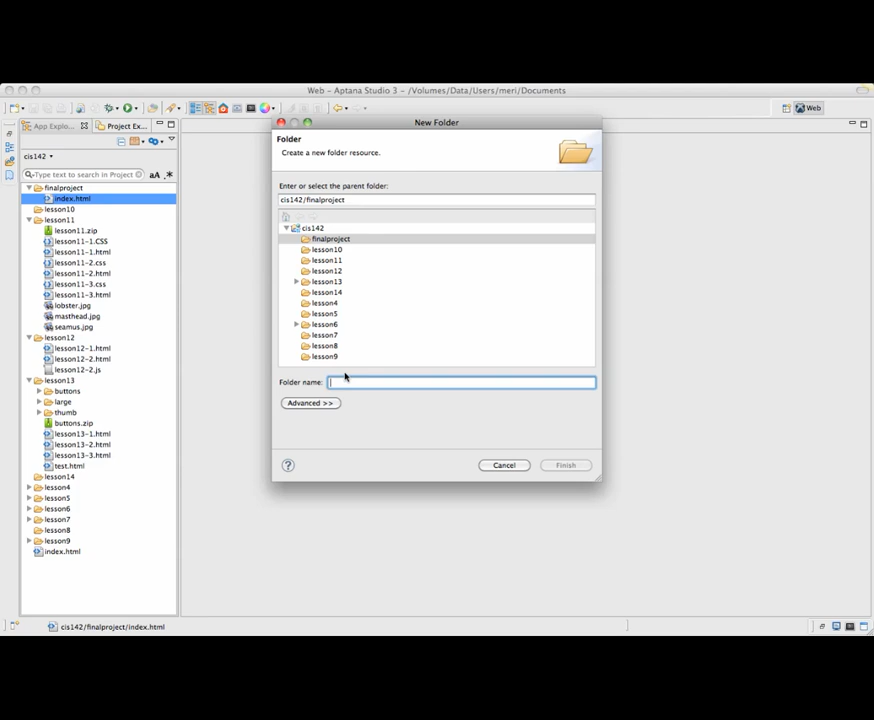 Web - Aptana Studio 3 - /Volumes/Data/Users/meri/Documents
Web
App Explo...
Project Ex...
cis142
Type text to search in Project
aA .*
finalproject
index.html
lesson10
lesson11
lesson11.zip
lesson11-1.CSS
lesson11-1.html
lesson11-2.css
lesson11-2.html
lesson11-3.css
lesson11-3.html
lobster.jpg
masthead.jpg
seamus.jpg
lesson12
lesson12-1.html
lesson12-2.html
lesson12-2.js
lesson13
buttons
large
thumb
buttons.zip
lesson13-1.html
lesson13-2.html
lesson13-3.html
test.html
lesson14
lesson4
lesson5
lesson6
lesson7
lesson8
lesson9
index.html
New Folder
Folder
Create a new folder resource.
Enter or select the parent folder:
cis142/finalproject
cis142
finalproject
lesson10
lesson11
lesson12
lesson13
lesson14
lesson4
lesson5
lesson6
lesson7
lesson8
lesson9
Folder name:
Advanced >>
?
Cancel
Finish
cis142/finalproject/index.html